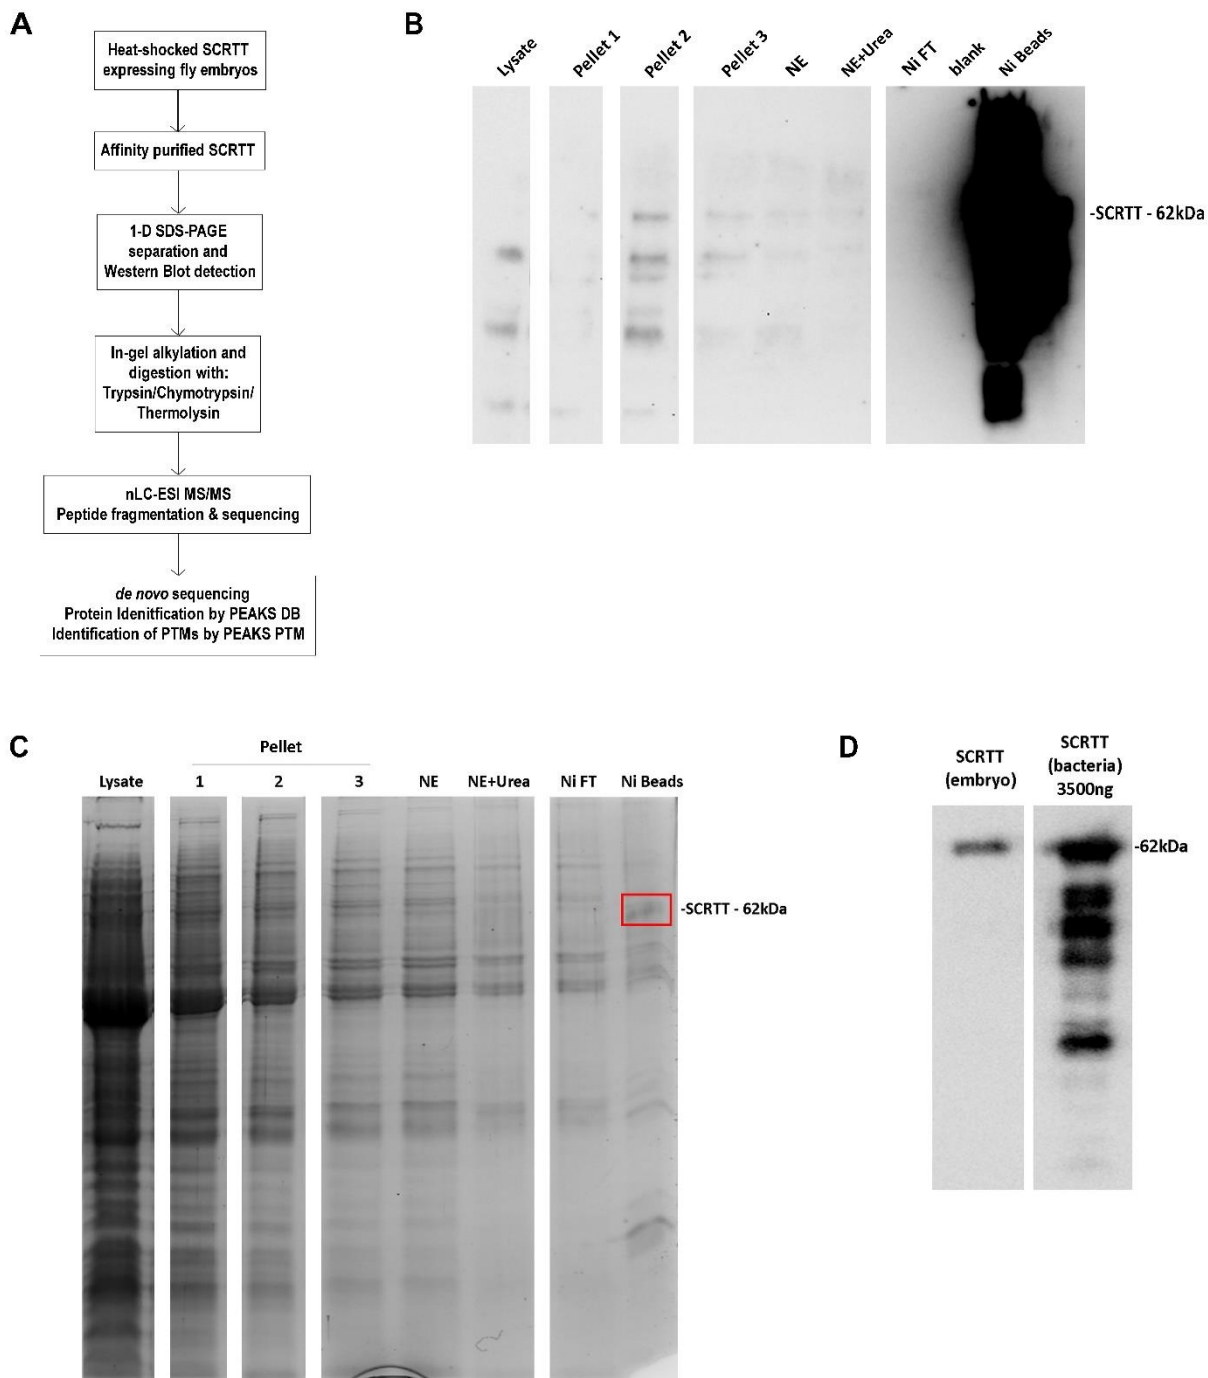 A
Heat-shocked SCRTT
expressing fly embryos
Affinity purified SCRTT
1-D SDS-PAGE
separation and
Western Blot detection
In-gel alkylation and
digestion with:
Trypsin/Chymotrypsin/
Thermolysin
nLC-ESI MS/MS
Peptide fragmentation & sequencing
de novo sequencing
Protein Idenitfication by PEAKS DB
Identification of PTMs by PEAKS PTM
B
Lysate
Pellet 1
Pellet 2
Pellet 3
NE
NE+Urea
Ni FT
blank
Ni Beads
-SCRTT - 62kDa
C
Pellet
Lysate 1 2 3 NE NE+Urea Ni FT Ni Beads
-SCRTT - 62kDa
D
SCRTT
(embryo)
SCRTT
(bacteria)
3500ng
-62kDa